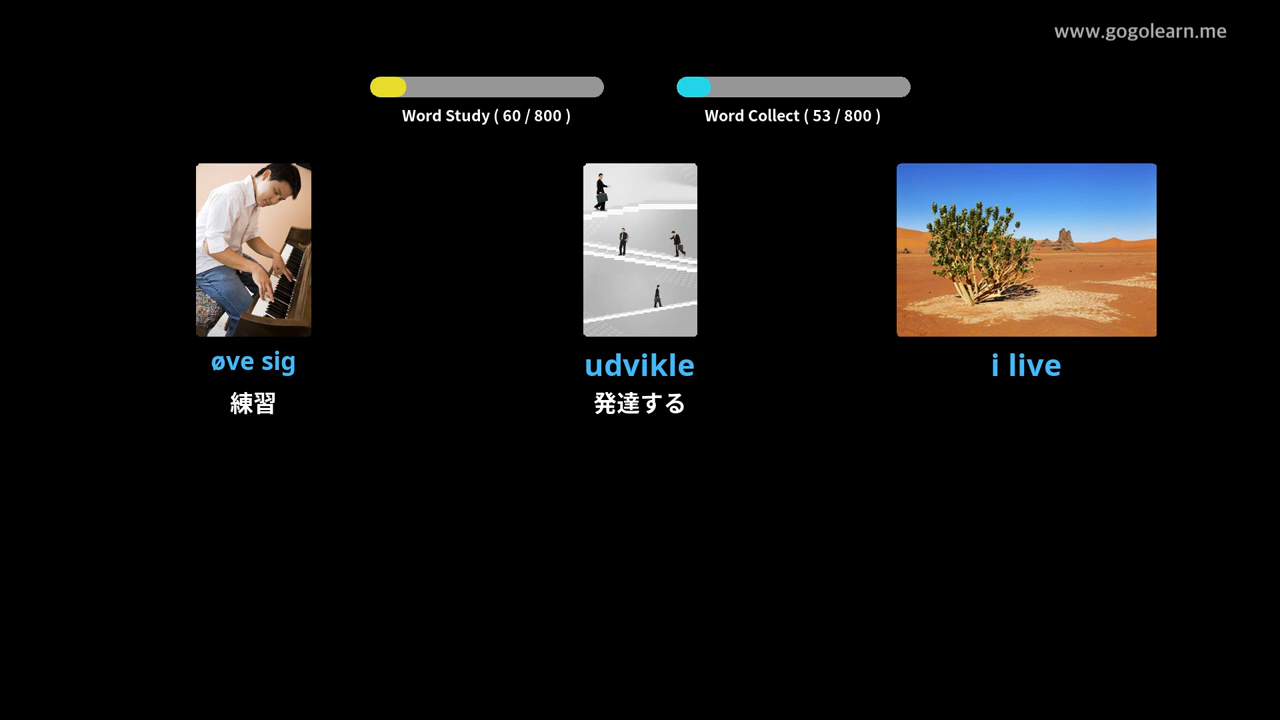 www.gogolearn.me
Word Study ( 60 / 800 )
Word Collect ( 53 / 800 )
øve sig
練習
udvikle
発達する
i live